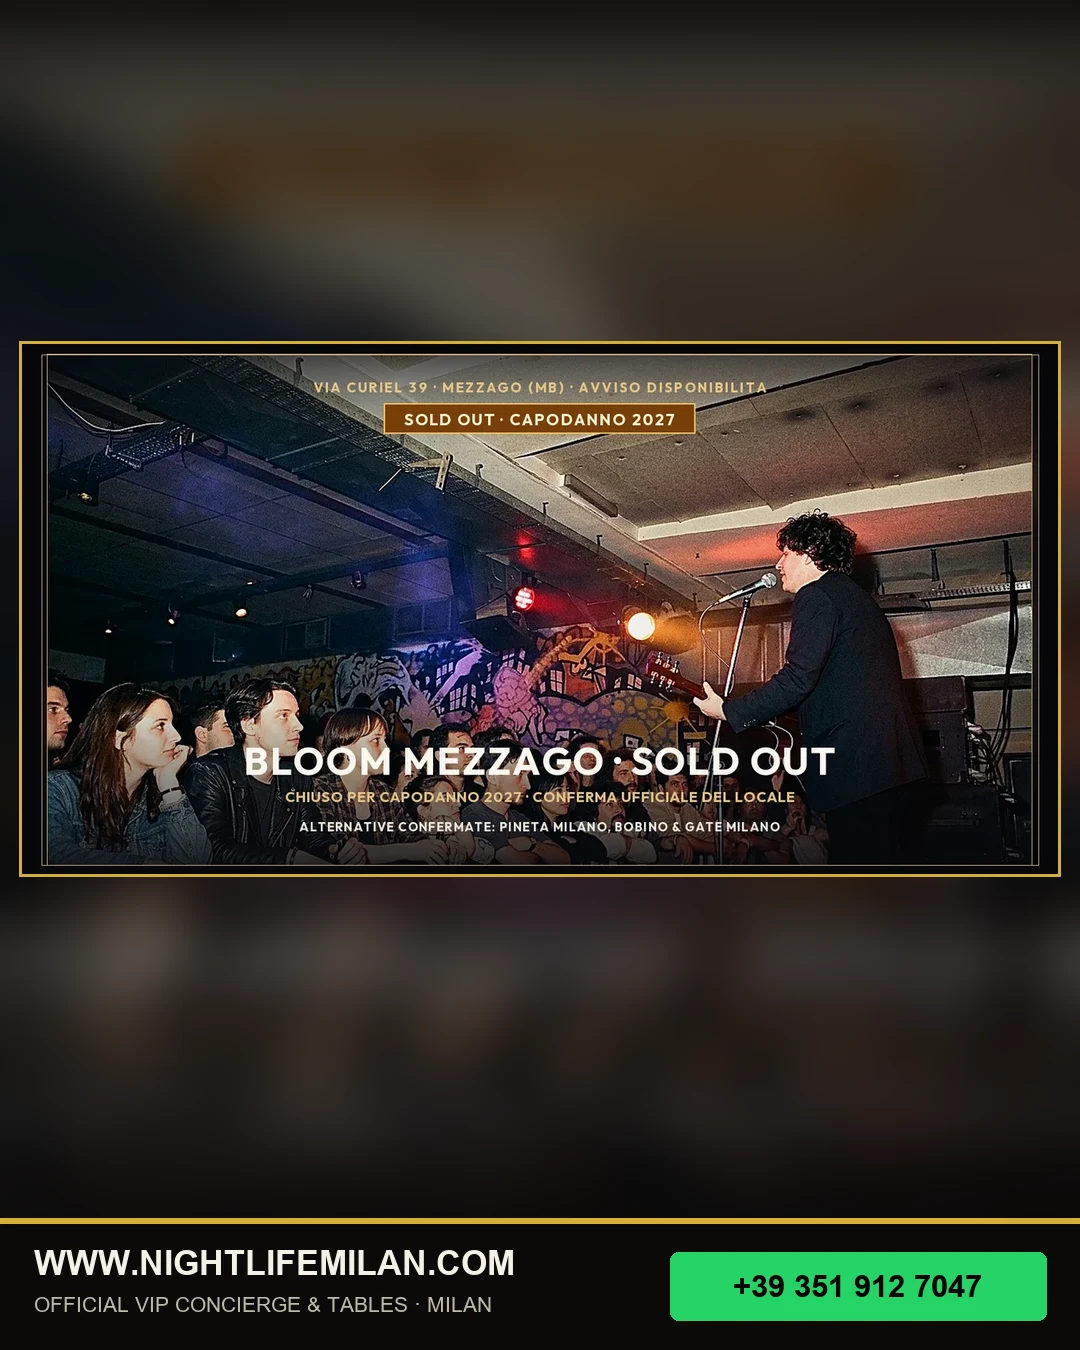 VIA CURIEL 39 · MEZZAGO (MB) · AVVISO DISPONIBILITA
SOLD OUT · CAPODANNO 2027
BLOOM MEZZAGO · SOLD OUT
CHIUSO PER CAPODANNO 2027 · CONFERMA UFFICIALE DEL LOCALE
ALTERNATIVE CONFERMATE: PINETA MILANO, BOBINO & GATE MILANO
WWW.NIGHTLIFEMILAN.COM
OFFICIAL VIP CONCIERGE & TABLES · MILAN
+39 351 912 7047